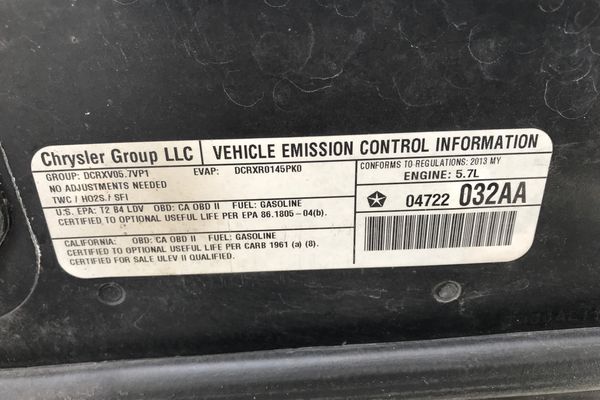 Chrysler Group LLC
VEHICLE EMISSION CONTROL INFORMATION
GROUP: DCRXV05.7VP1 EVAP: DCRXR0145PK0
NO ADJUSTMENTS NEEDED
TWC / HO2S / SFI
U.S. EPA: T2 B4 LDV OBD: CA OBD II FUEL: GASOLINE
CERTIFIED TO OPTIONAL USEFUL LIFE PER EPA 86.1805-04(b).
CALIFORNIA: OBD: CA OBD II FUEL: GASOLINE
CERTIFIED TO OPTIONAL USEFUL LIFE PER CARB 1961 (a) (8).
CERTIFIED FOR SALE ULEV II QUALIFIED.
CONFORMS TO REGULATIONS: 2013 MY
ENGINE: 5.7L
04722 032AA